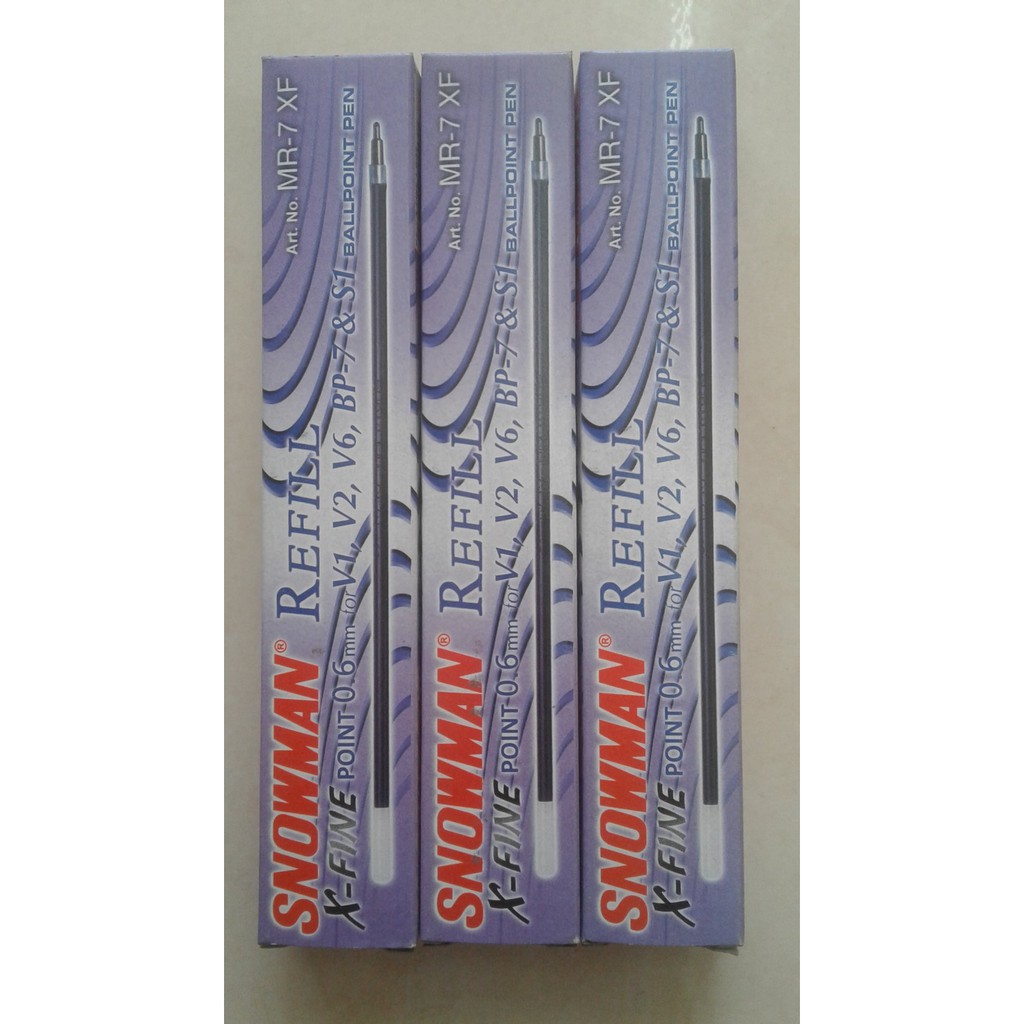 SNOWMAN® REFILL Art. No. MR-7 XF
X-FINE POINT 0.6mm for V1, V2, V6, BP-7 & S1 BALLPOINT PEN
SNOWMAN® REFILL Art. No. MR-7 XF
X-FINE POINT 0.6mm for V1, V2, V6, BP-7 & S1 BALLPOINT PEN
SNOWMAN® REFILL Art. No. MR-7 XF
X-FINE POINT 0.6mm for V1, V2, V6, BP-7 & S1 BALLPOINT PEN